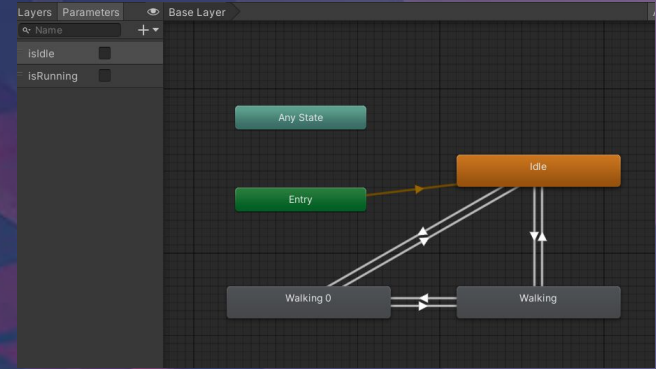 Layers Parameters Base Layer
Name
isIdle
isRunning
Any State
Idle
Entry
Walking 0
Walking